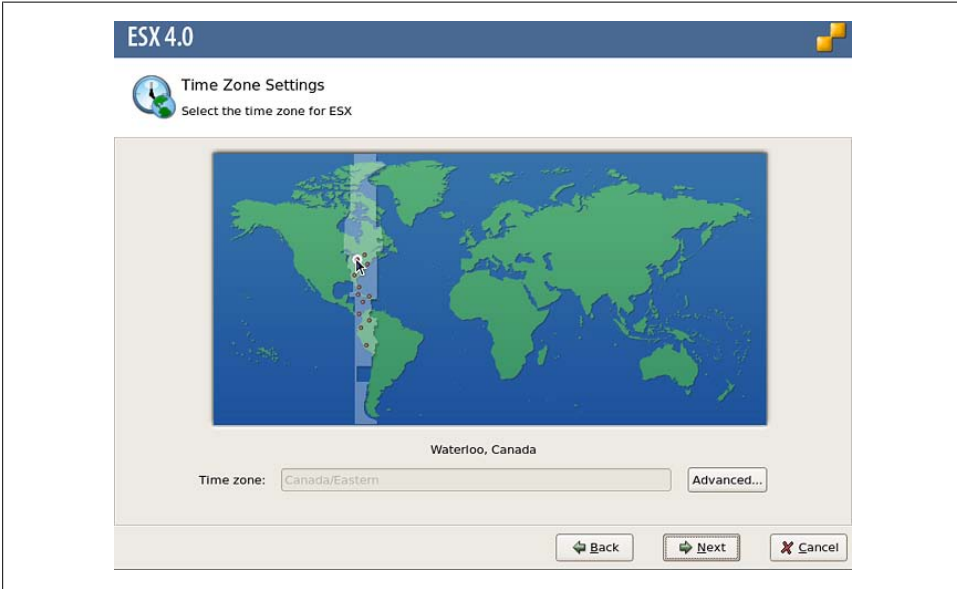 ESX 4.0
Time Zone Settings
Select the time zone for ESX
Waterloo, Canada
Time zone: Canada/Eastern Advanced...
Back Next Cancel